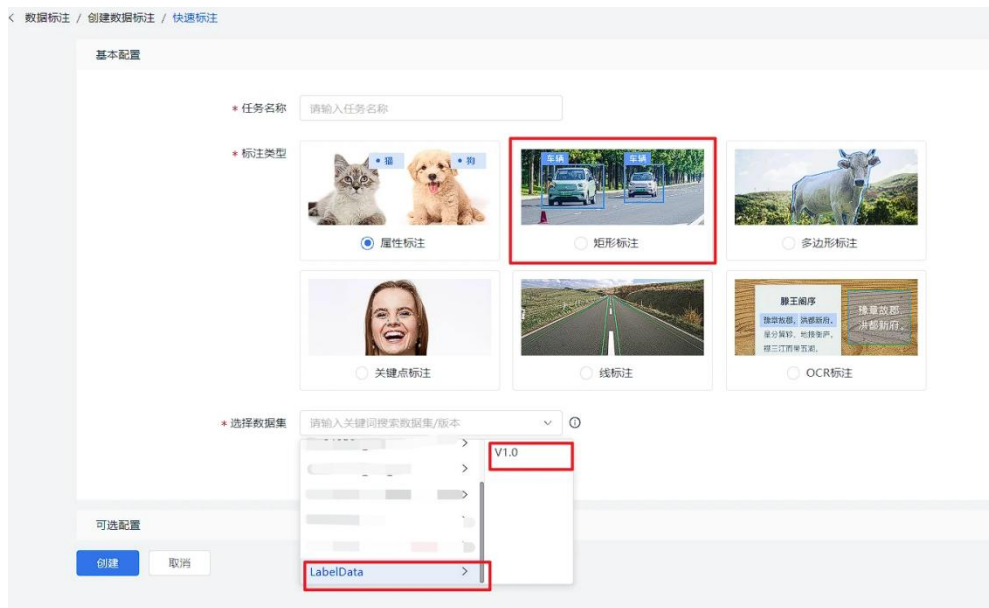 数据标注 / 创建数据标注 / 快速标注
基本配置
* 任务名称 请输入任务名称
* 标注类型
• 猫 • 狗
车辆 车辆
属性标注 矩形标注 多边形标注
滕王阁序
豫章故郡，洪都新府。
星分翼轸，地接衡庐。
襟三江而带五湖，
豫章故郡
洪都新府，
关键点标注 线标注 OCR标注
* 选择数据集 请输入关键词搜索数据集/版本
V1.0
LabelData
可选配置
创建 取消